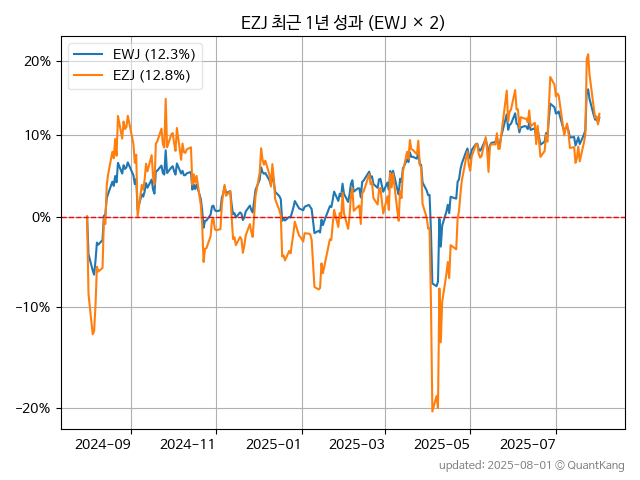 EZJ 최근 1년 성과 (EWJ × 2)
EWJ (12.3%)
EZJ (12.8%)
20%
10%
0%
−10%
−20%
2024-09 2024-11 2025-01 2025-03 2025-05 2025-07
updated: 2025-08-01 © QuantKang